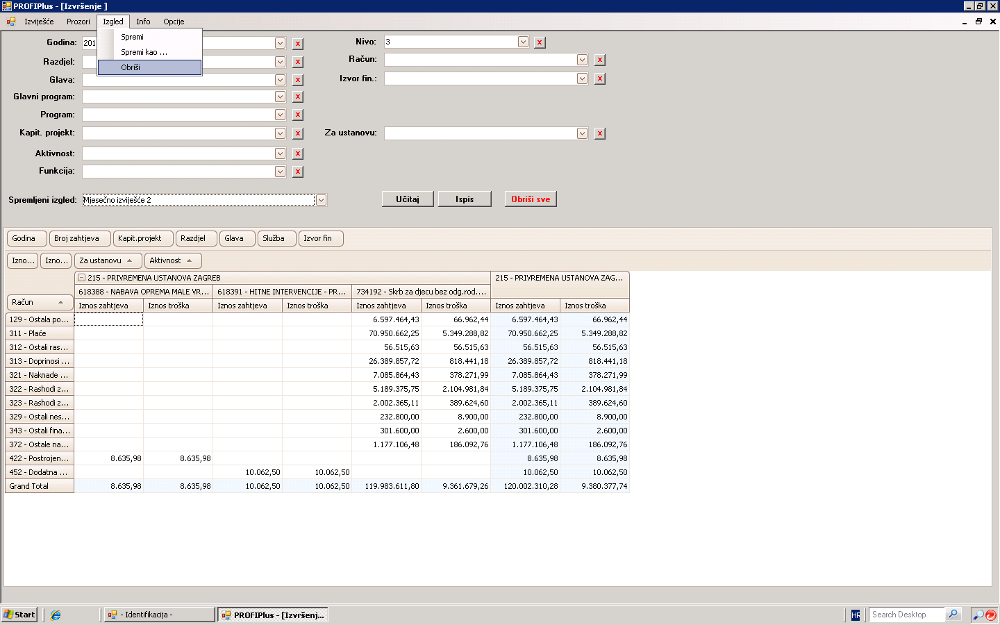 PROFIPlus - [Izvršenje ]
Izviješće Prozori Izgled Info Opcije
Spremi
Spremi kao ...
Obriši
Godina: 201
Nivo: 3
Razdjel:
Račun:
Glava:
Izvor fin.:
Glavni program:
Program:
Kapit. projekt:
Za ustanovu:
Aktivnost:
Funkcija:
Spremljeni izgled: Mjesečno izviješće 2
Učitaj Ispis Obriši sve
Godina Broj zahtjeva Kapit.projekt Razdjel Glava Služba Izvor fin
Izno... Izno... Za ustanovu Aktivnost
215 - PRIVREMENA USTANOVA ZAGREB 215 - PRIVREMENA USTANOVA ZAG...
618388 - NABAVA OPREMA MALE VR... 618391 - HITNE INTERVENCIJE - PR... 734192 - Skrb za djecu bez odg.rod....
Račun
Iznos zahtjeva Iznos troška Iznos zahtjeva Iznos troška Iznos zahtjeva Iznos troška Iznos zahtjeva Iznos troška
129 - Ostala po... 6.597.464,43 66.962,44 6.597.464,43 66.962,44
311 - Plaće 70.950.662,25 5.349.288,82 70.950.662,25 5.349.288,82
312 - Ostali ras... 56.515,63 56.515,63 56.515,63 56.515,63
313 - Doprinosi ... 26.389.857,72 818.441,18 26.389.857,72 818.441,18
321 - Naknade ... 7.085.864,43 378.271,99 7.085.864,43 378.271,99
322 - Rashodi z... 5.189.375,75 2.104.981,84 5.189.375,75 2.104.981,84
323 - Rashodi z... 2.002.365,11 389.624,60 2.002.365,11 389.624,60
329 - Ostali nes... 232.800,00 8.900,00 232.800,00 8.900,00
343 - Ostali fina... 301.600,00 2.600,00 301.600,00 2.600,00
372 - Ostale na... 1.177.106,48 186.092,76 1.177.106,48 186.092,76
422 - Postrojen... 8.635,98 8.635,98 8.635,98 8.635,98
452 - Dodatna ... 10.062,50 10.062,50 10.062,50 10.062,50
Grand Total 8.635,98 8.635,98 10.062,50 10.062,50 119.983.611,80 9.361.679,26 120.002.310,28 9.380.377,74
Start - Identifikacija - PROFIPlus - [Izvršenj... HR Search Desktop